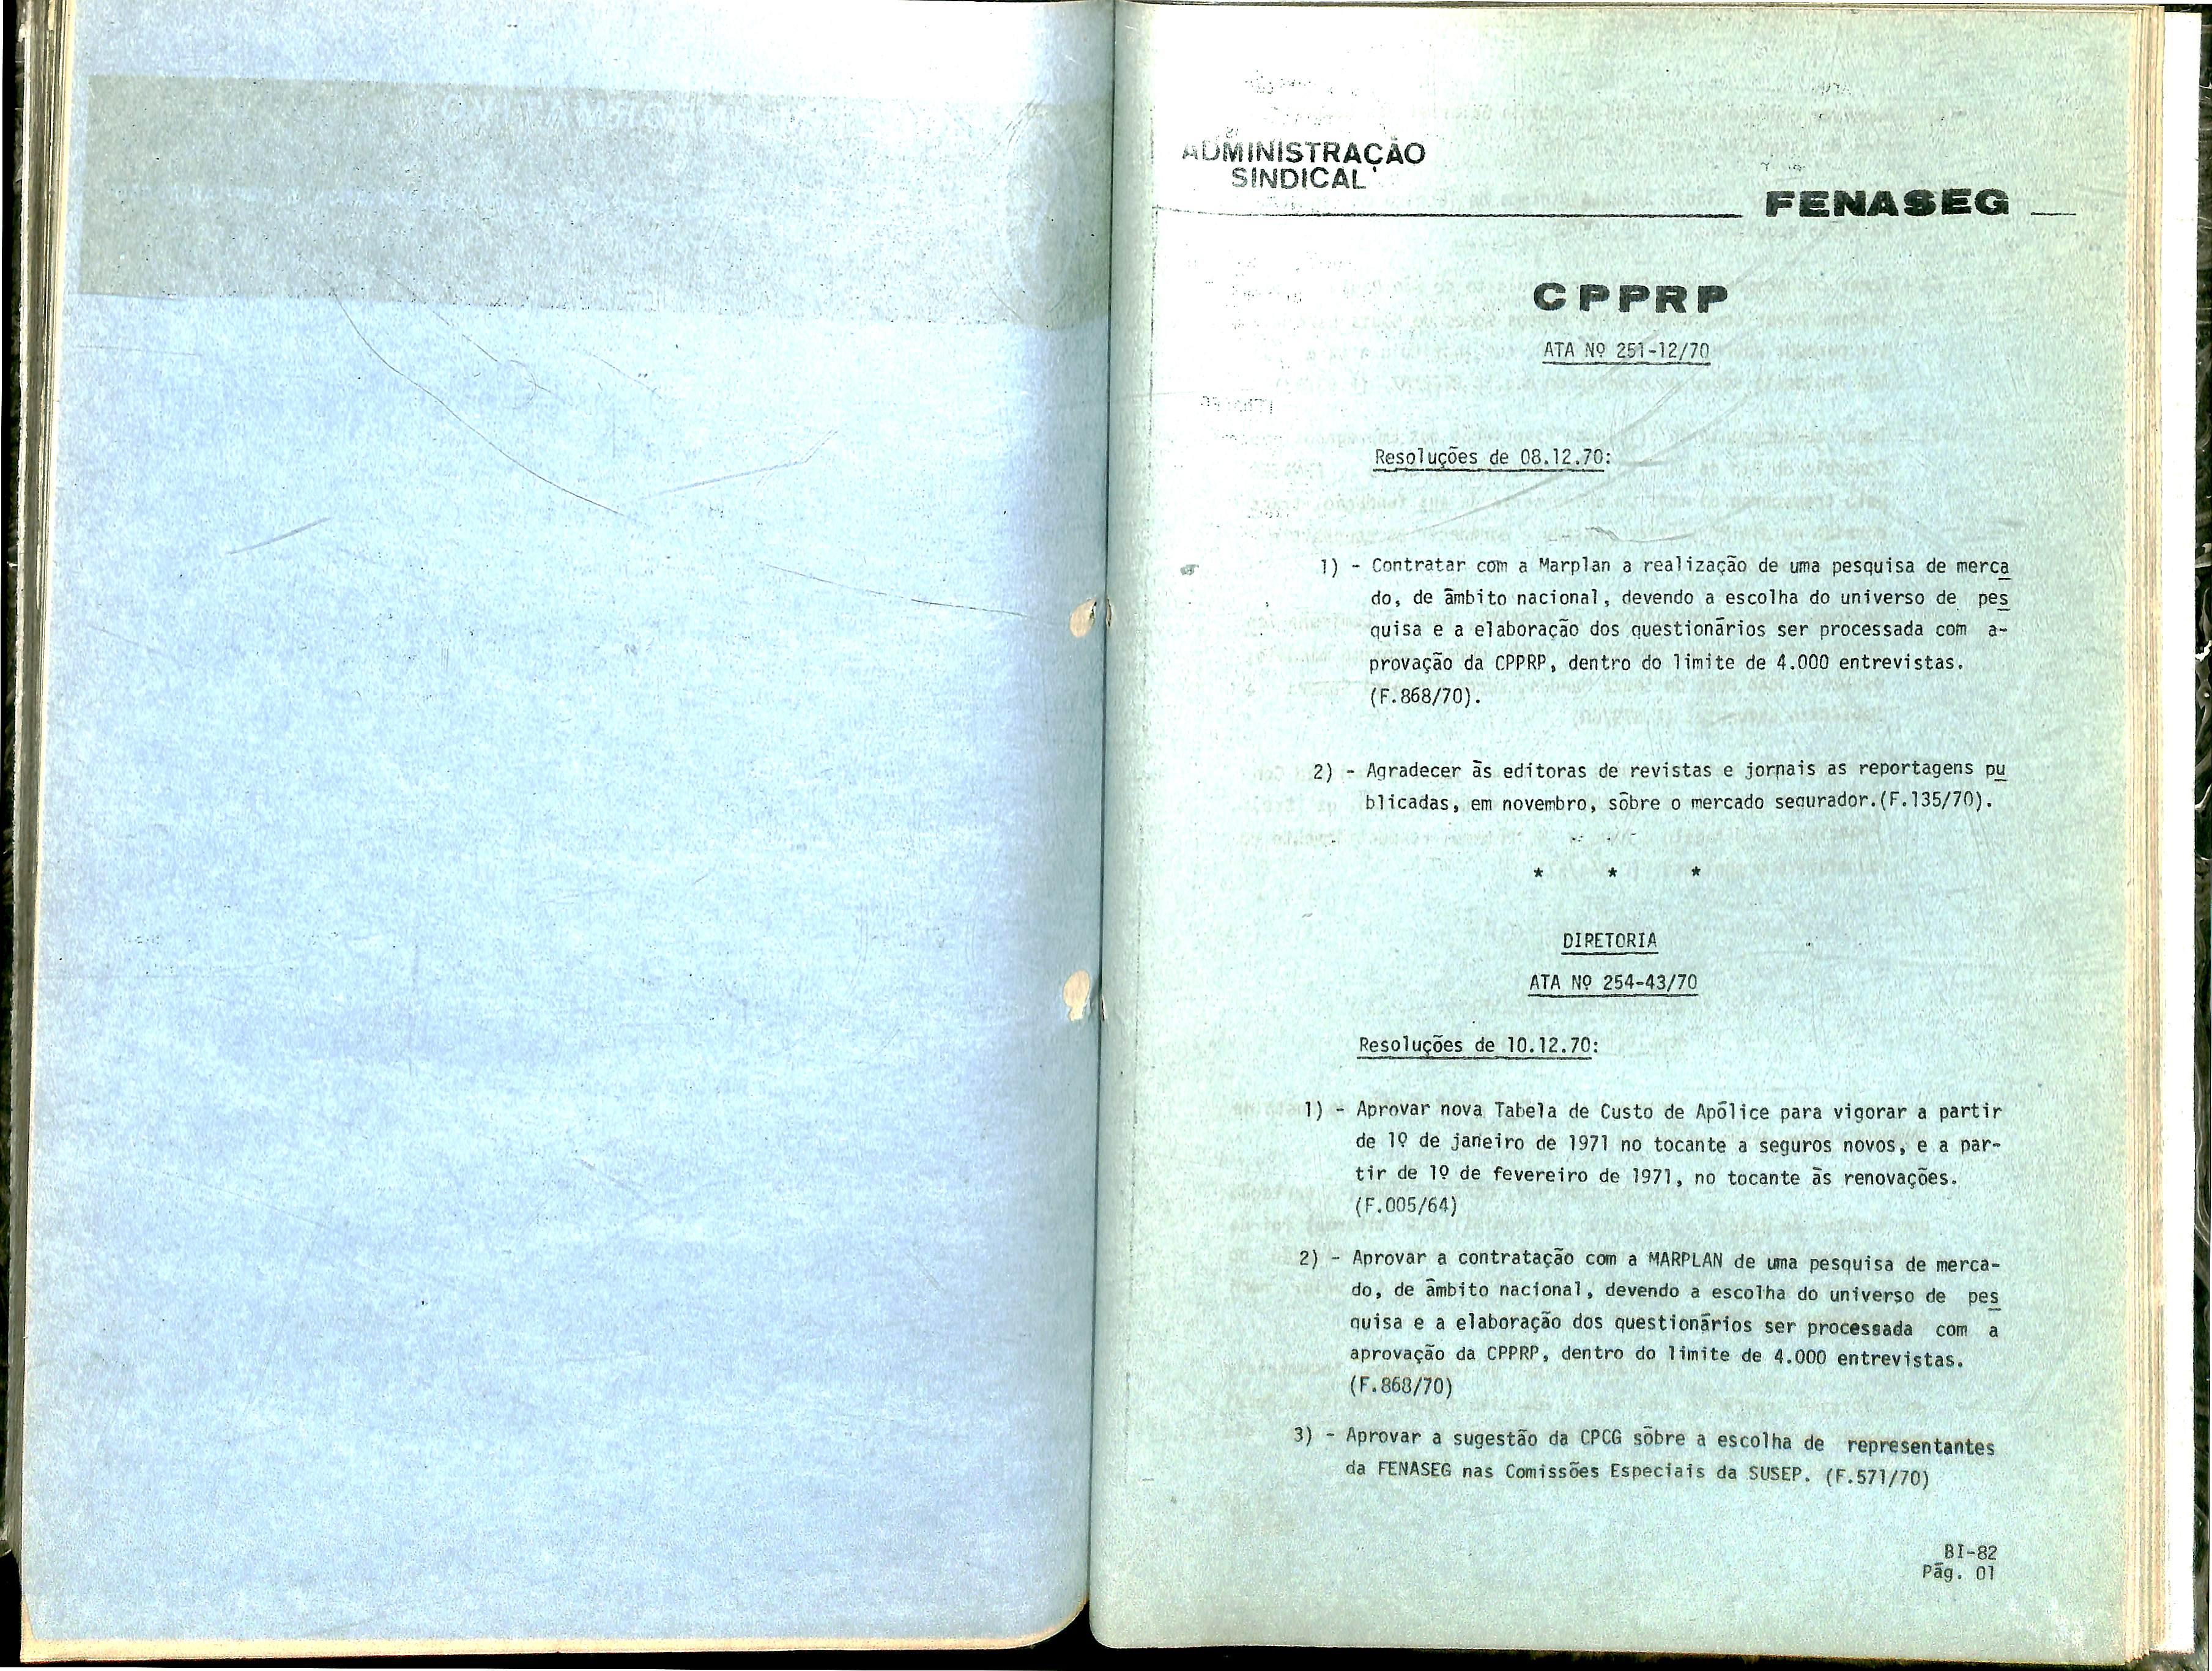 ADMINISTRAÇÃO
SINDICAL
FENASEG
CPPRP
ATA Nº 251-12/70
Resoluções de 08.12.70:
1) - Contratar com a Marplan a realização de uma pesquisa de merca
do, de âmbito nacional, devendo a escolha do universo de pes
quisa e a elaboração dos questionários ser processada com a-
provação da CPPRP, dentro do limite de 4.000 entrevistas.
(F.868/70).
2) - Agradecer às editoras de revistas e jornais as reportagens pu
blicadas, em novembro, sôbre o mercado segurador.(F.135/70).
* * *
DIRETORIA
ATA Nº 254-43/70
Resoluções de 10.12.70:
1) - Aprovar nova Tabela de Custo de Apólice para vigorar a partir
de 1º de janeiro de 1971 no tocante a seguros novos, e a par-
tir de 1º de fevereiro de 1971, no tocante às renovações.
(F.005/64)
2) - Aprovar a contratação com a MARPLAN de uma pesquisa de merca-
do, de âmbito nacional, devendo a escolha do universo de pes
quisa e a elaboração dos questionários ser processada com a
aprovação da CPPRP, dentro do limite de 4.000 entrevistas.
(F.868/70)
3) - Aprovar a sugestão da CPCG sôbre a escolha de representantes
da FENASEG nas Comissões Especiais da SUSEP. (F.571/70)
BI-82
Pág. 01